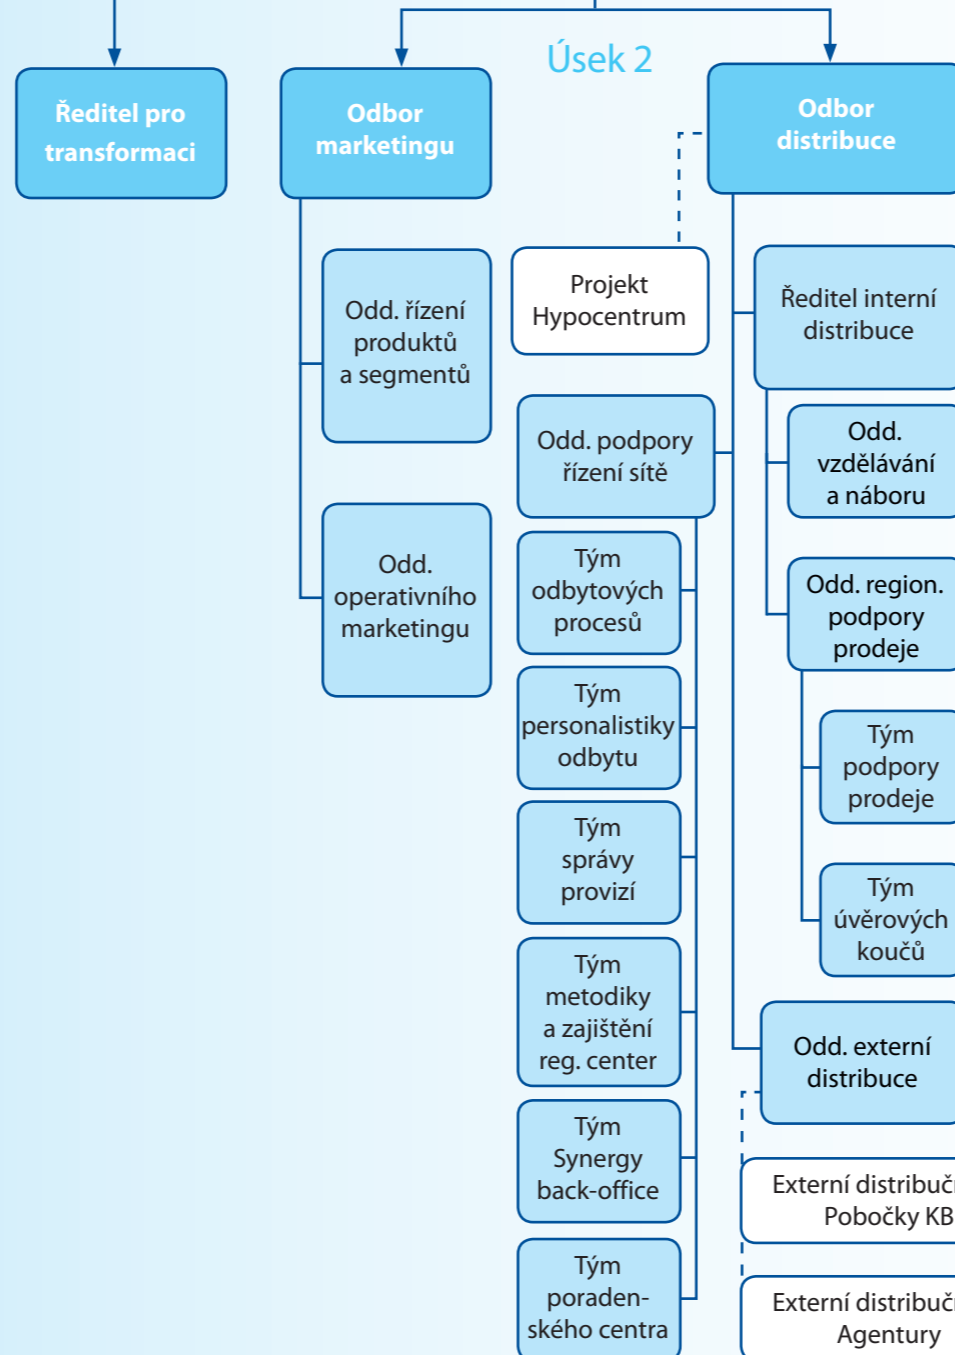 Úsek 2
Ředitel pro
transformaci
Odbor
marketingu
Odbor
distribuce
Odd. řízení
produktů
a segmentů
Odd.
operativního
marketingu
Projekt
Hypocentrum
Odd. podpory
řízení sítě
Tým
odbytových
procesů
Tým
personalistiky
odbytu
Tým
správy
provizí
Tým
metodiky
a zajištění
reg. center
Tým
Synergy
back-office
Tým
poraden-
ského centra
Ředitel interní
distribuce
Odd.
vzdělávání
a náboru
Odd. region.
podpory
prodeje
Tým
podpory
prodeje
Tým
úvěrových
koučů
Odd. externí
distribuce
Externí
Pobočky KB
Externí
Agentury